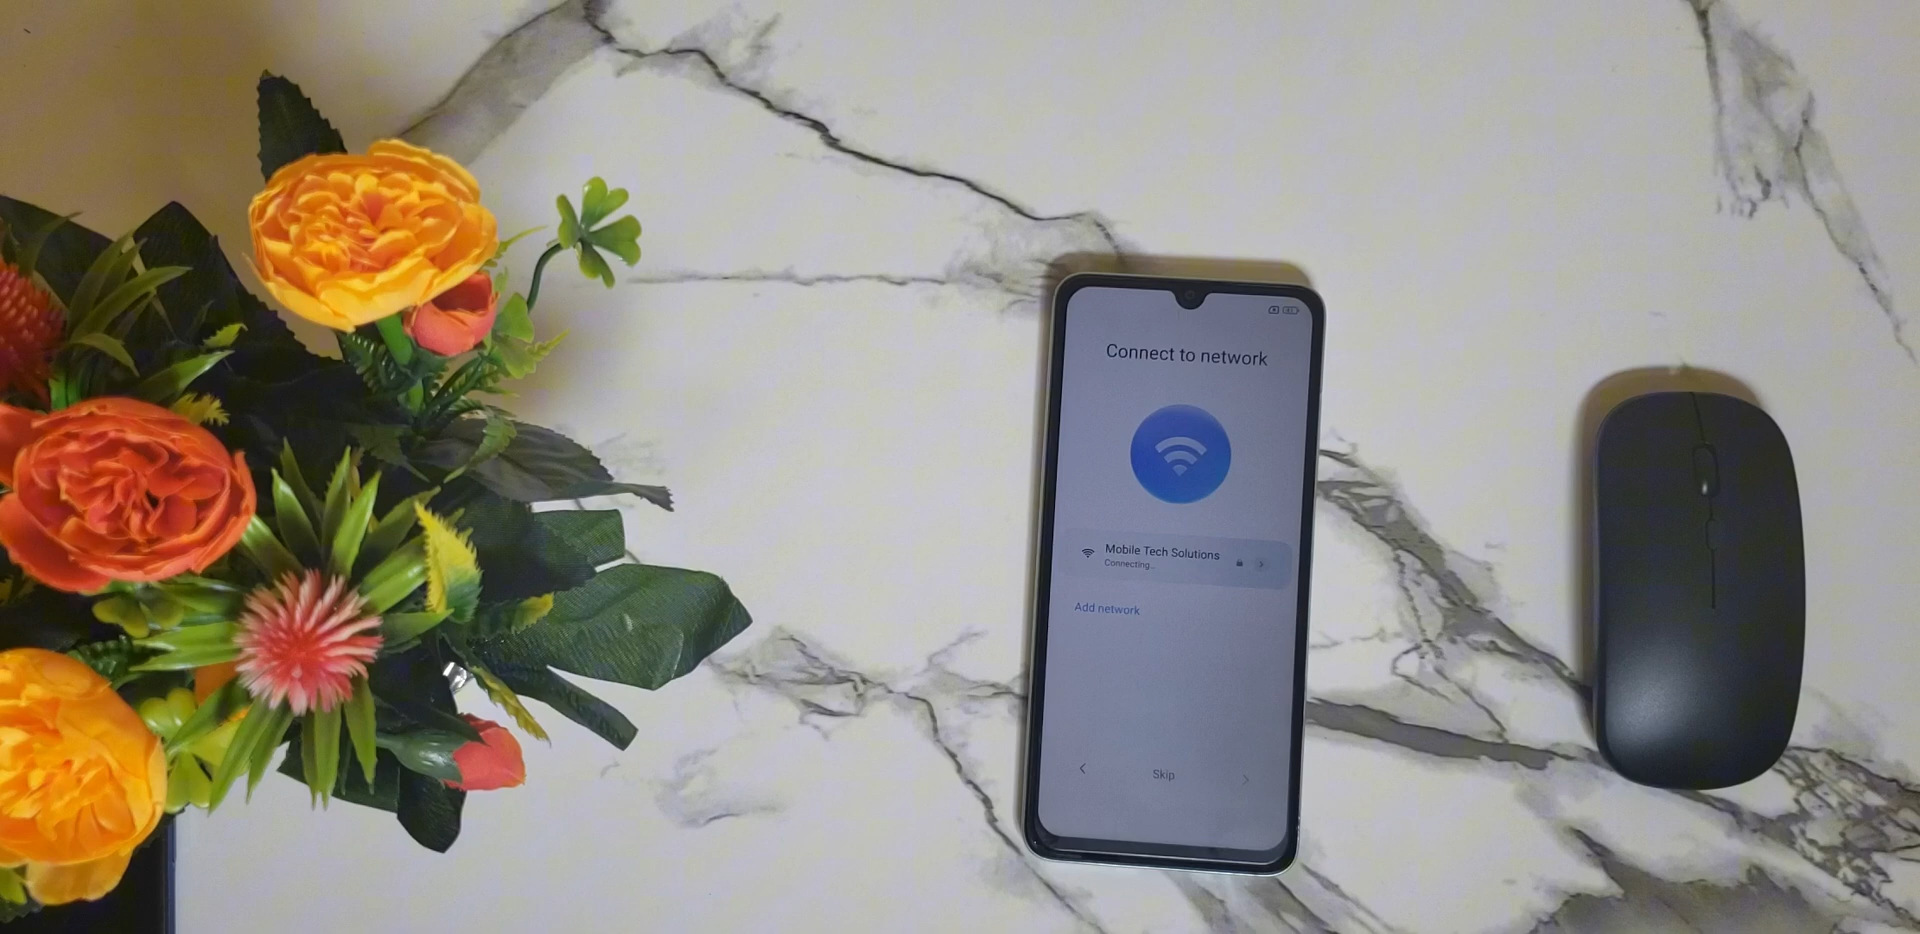 Connect to network
Mobile Tech Solutions
Connecting...
Add network
Skip